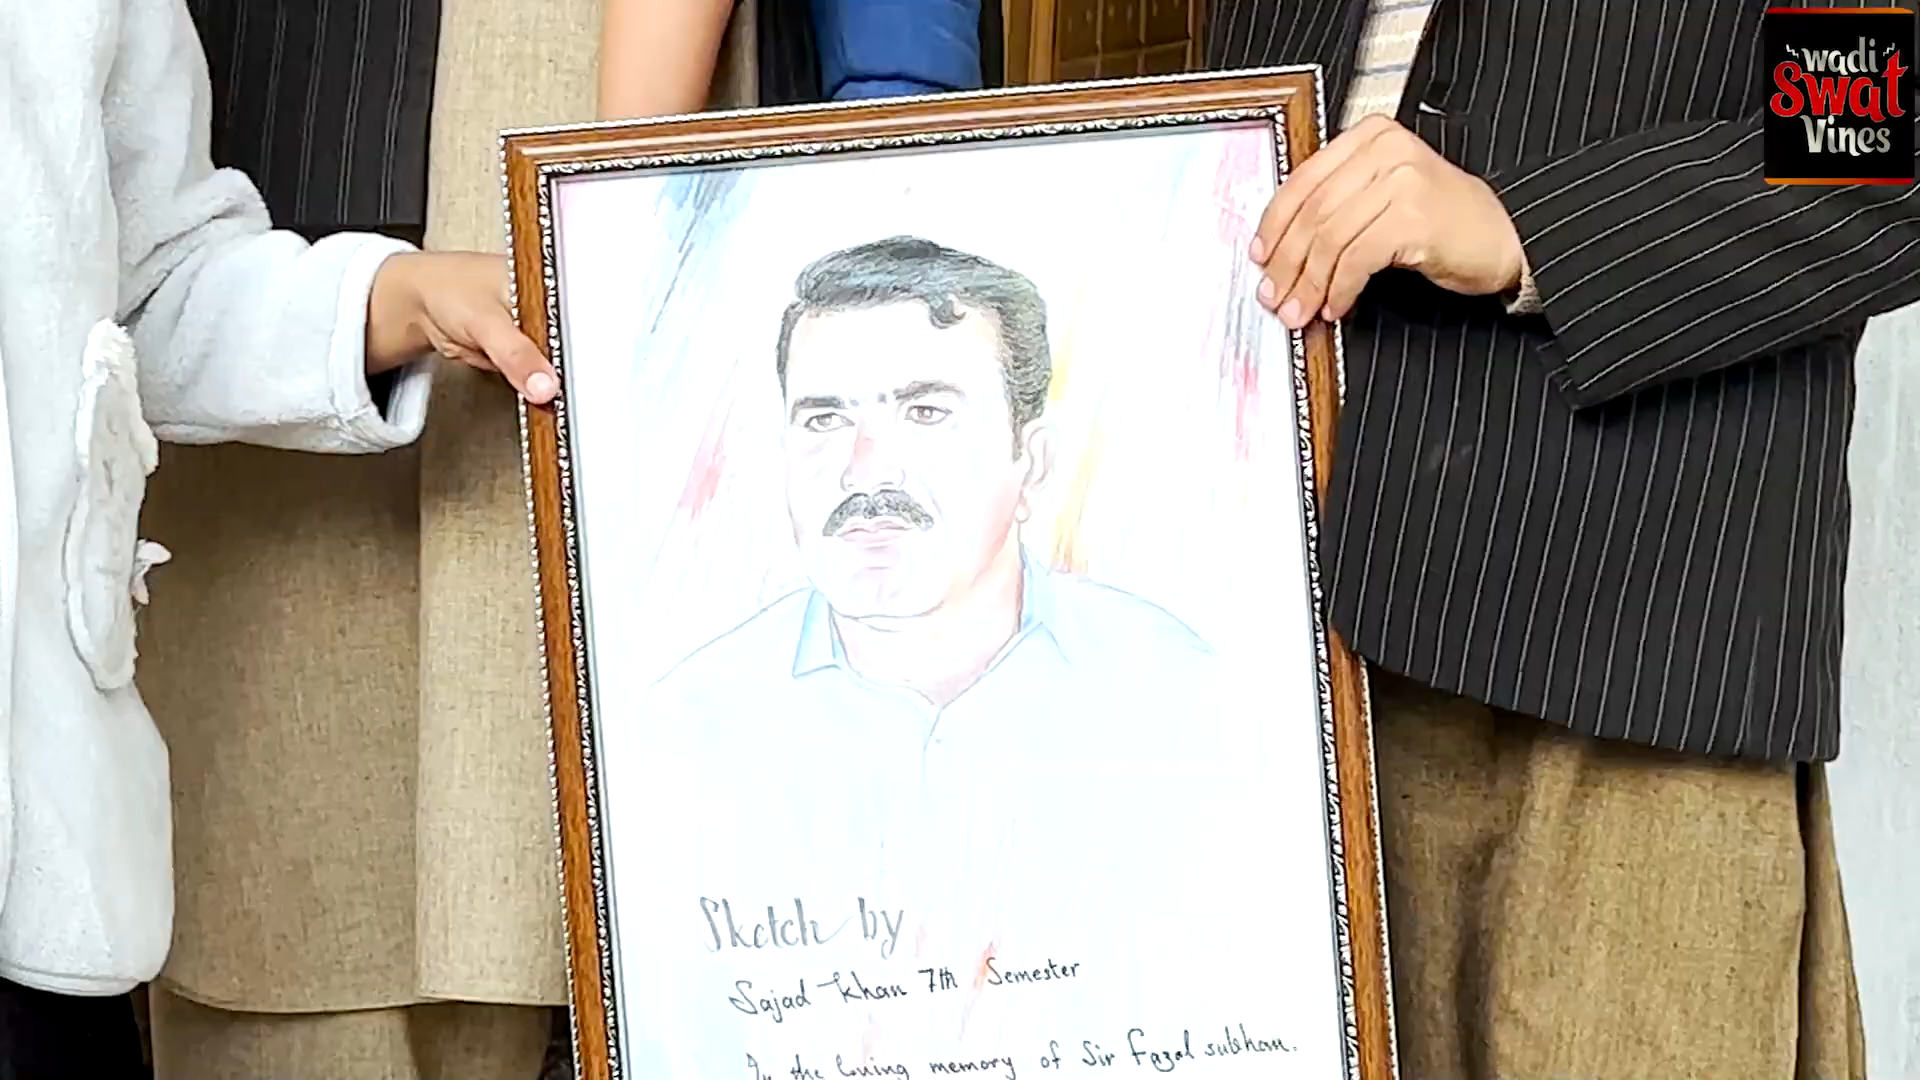 wadi
Swat
Vines
Sketch by
Sajad Khan 7th Semester
In the loving memory of Sir Fazal subhan.